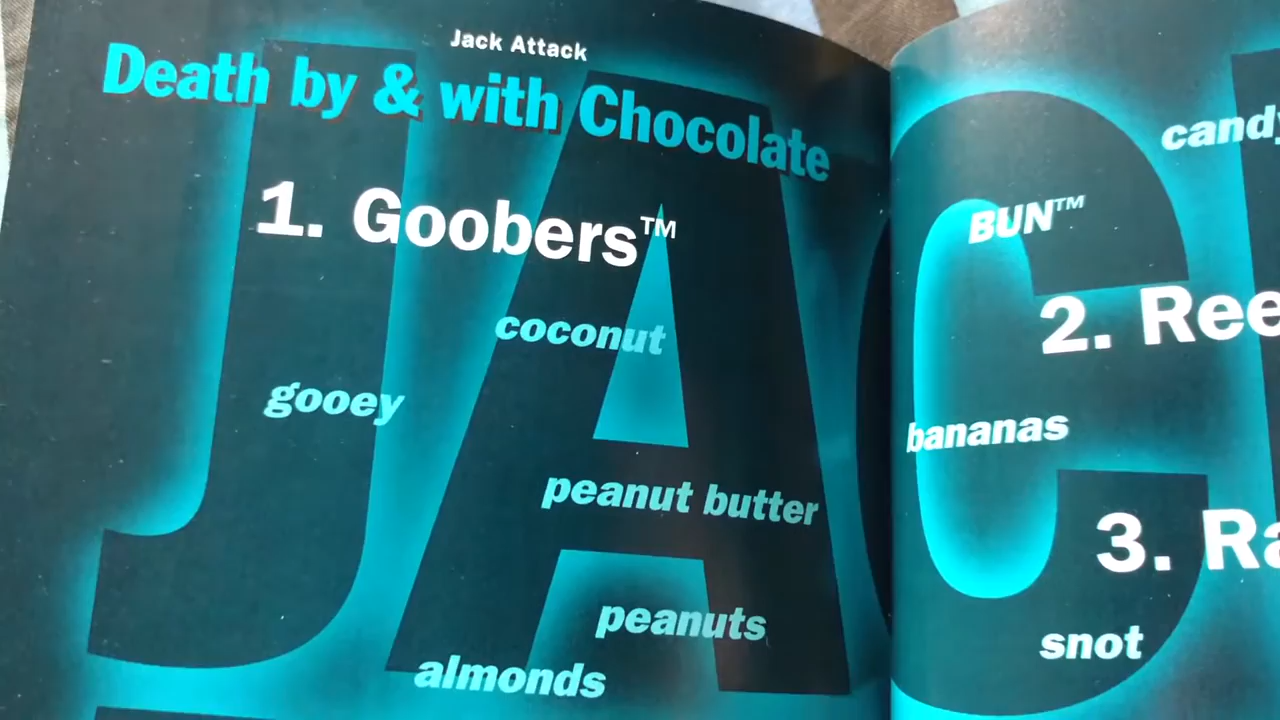 Jack Attack
Death by & with Chocolate
1. Goobers™
coconut
gooey
peanut butter
peanuts
almonds
JAC
candy
BUN™
2. Ree
bananas
3. Ra
snot